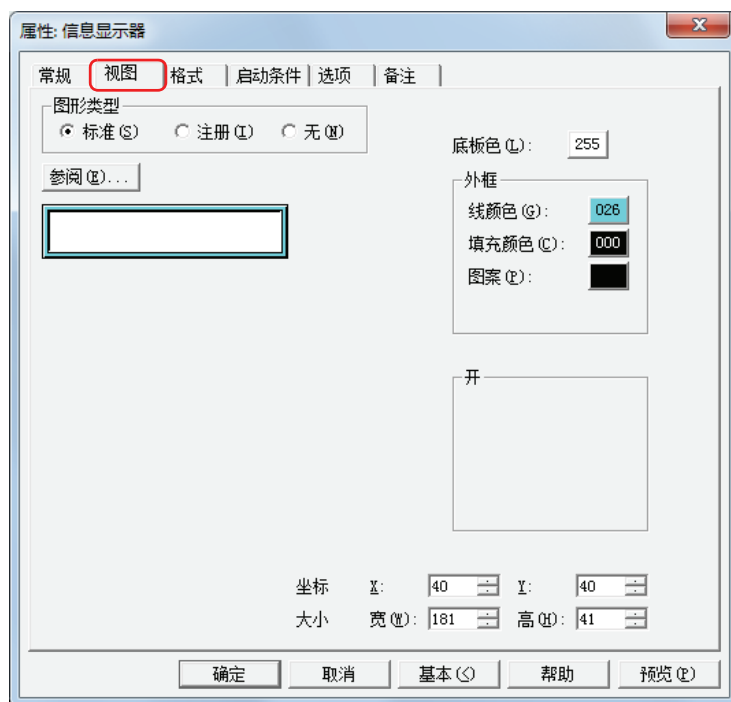 属性: 信息显示器
常规 视图 格式 启动条件 选项 备注
图形类型
标准(S) 注册(I) 无(N)
底板色(L): 255
参阅(E)...
外框
线颜色(G): 026
填充颜色(C): 000
图案(P):
开
坐标 X: 40 Y: 40
大小 宽(W): 181 高(H): 41
确定 取消 基本(<) 帮助 预览(P)